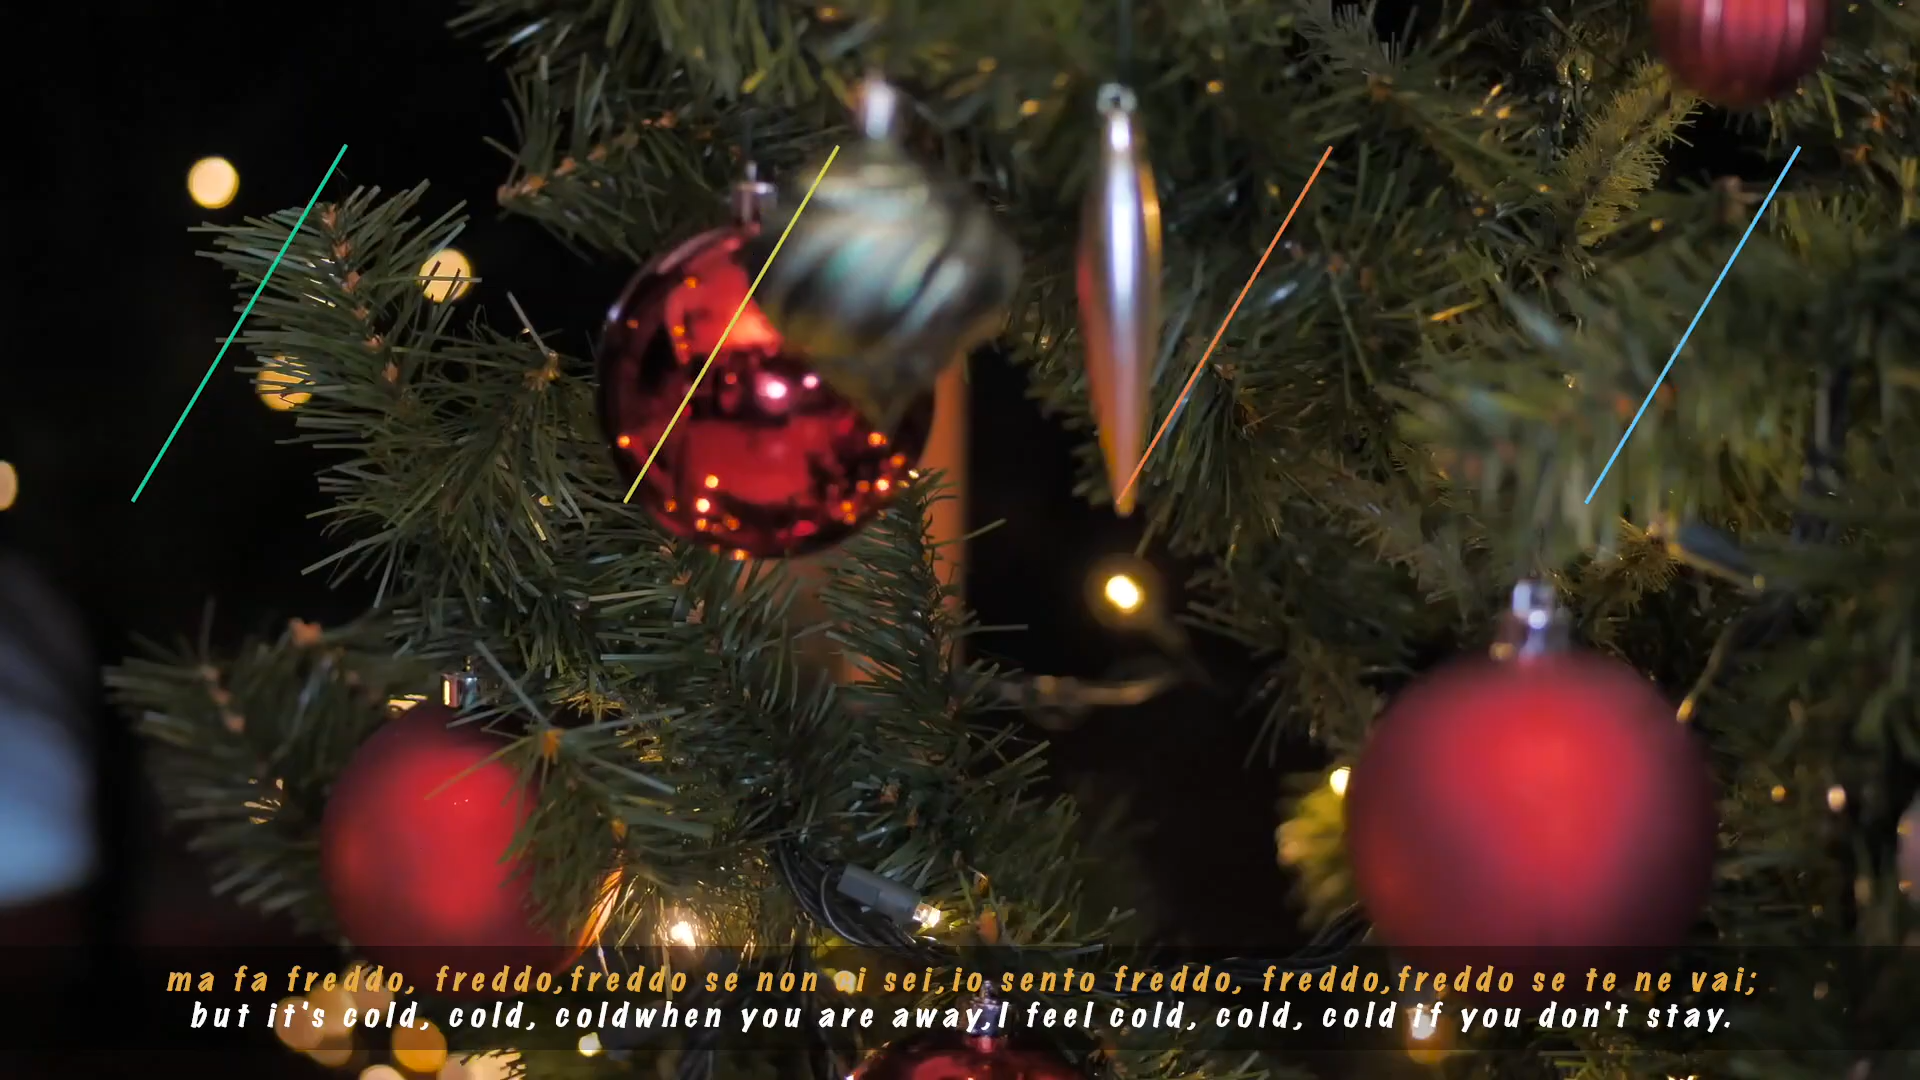 ma fa freddo, freddo,freddo se non ci sei,io sento freddo, freddo,freddo se te ne vai;
but it's cold, cold, coldwhen you are away,I feel cold, cold, cold if you don't stay.